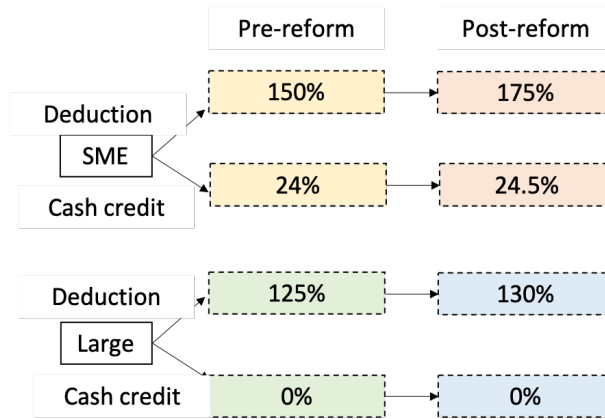 Pre-reform Post-reform
Deduction 150% 175%
SME
Cash credit 24% 24.5%
Deduction 125% 130%
Large
Cash credit 0% 0%